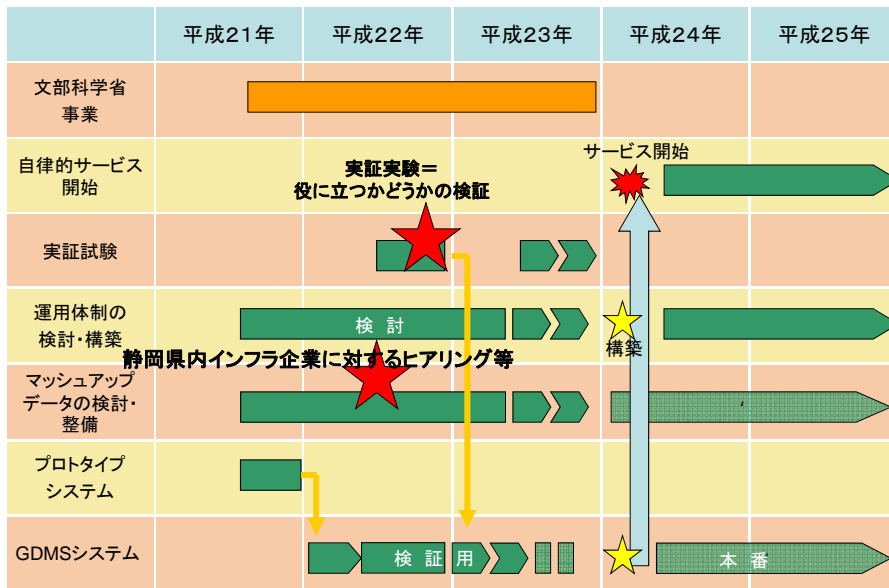 平成21年
平成22年
平成23年
平成24年
平成25年
文部科学省
事業
自律的サービス
開始
サービス開始
実証実験＝
役に立つかどうかの検証
実証試験
運用体制の
検討・構築
検 討
構築
静岡県内インフラ企業に対するヒアリング等
マッシュアップ
データの検討・
整備
プロトタイプ
システム
GDMSシステム
検 証 用
本 番